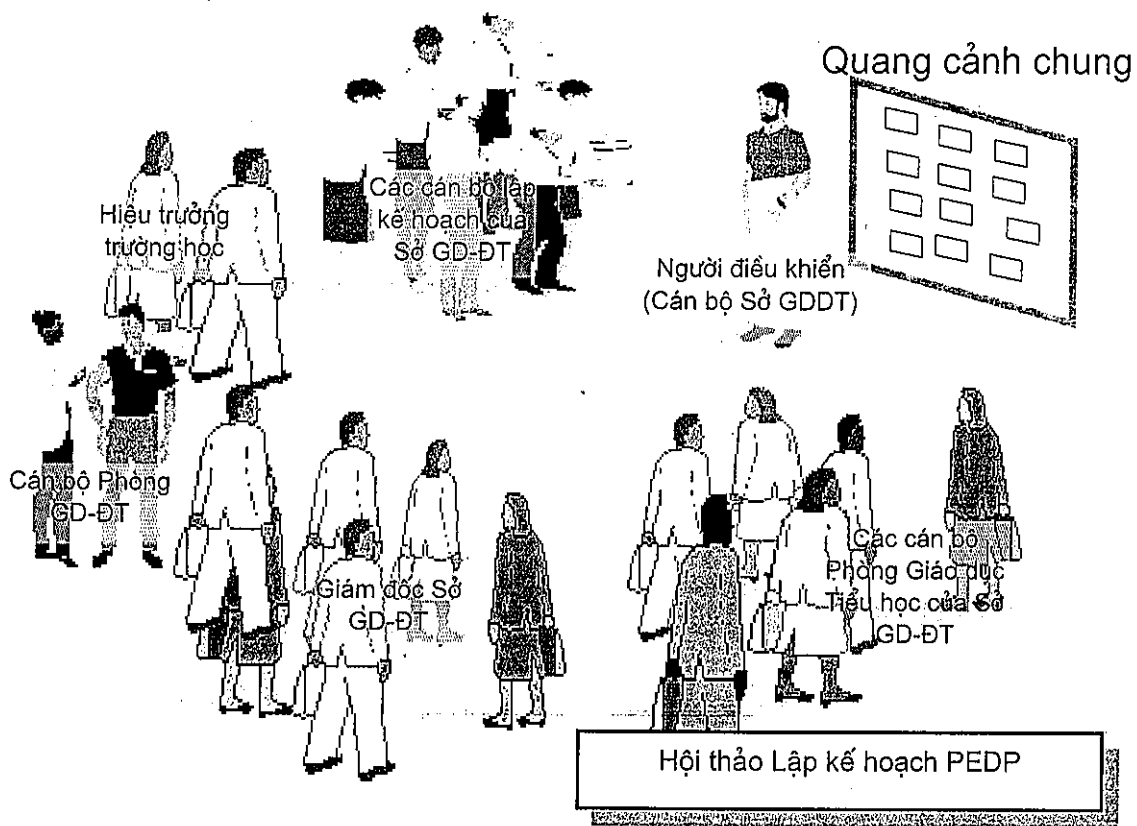 Quang cảnh chung
Các cán bộ lập
kế hoạch của
Sở GD-ĐT
Hiệu trưởng
trường học
Người điều khiển
(Cán bộ Sở GDDT)
Cán bộ Phòng
GD-ĐT
Giám đốc Sở
GD-ĐT
Các cán bộ
Phòng Giáo dục
Tiểu học của Sở
GD-ĐT
Hội thảo Lập kế hoạch PEDP